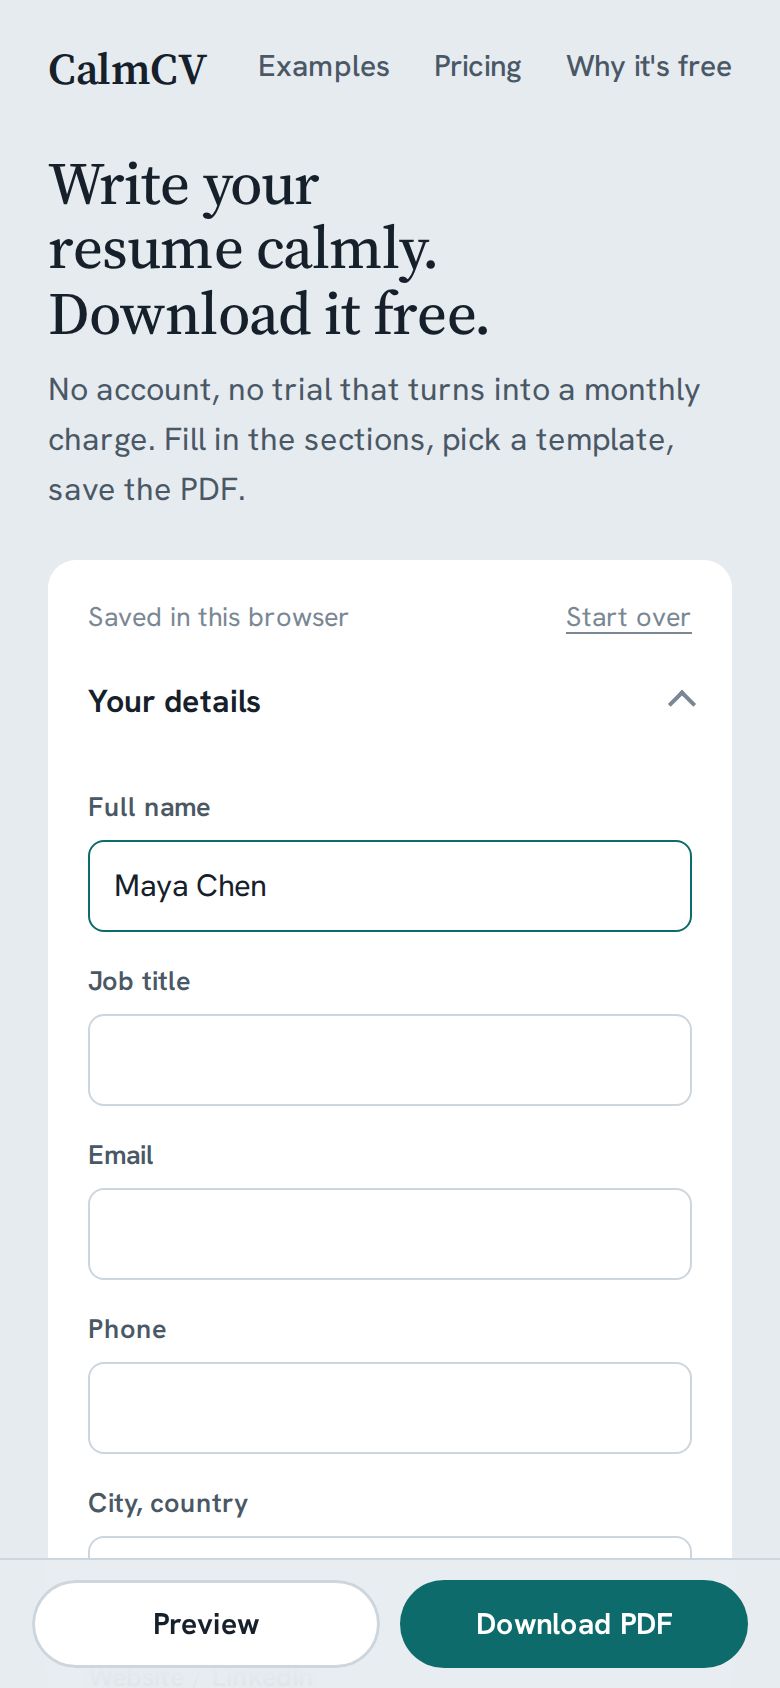 CalmCV Examples Pricing Why it's free
Write your
resume calmly.
Download it free.
No account, no trial that turns into a monthly
charge. Fill in the sections, pick a template,
save the PDF.
Saved in this browser Start over
Your details
Full name
Maya Chen
Job title
Email
Phone
City, country
Preview Download PDF
Website / LinkedIn